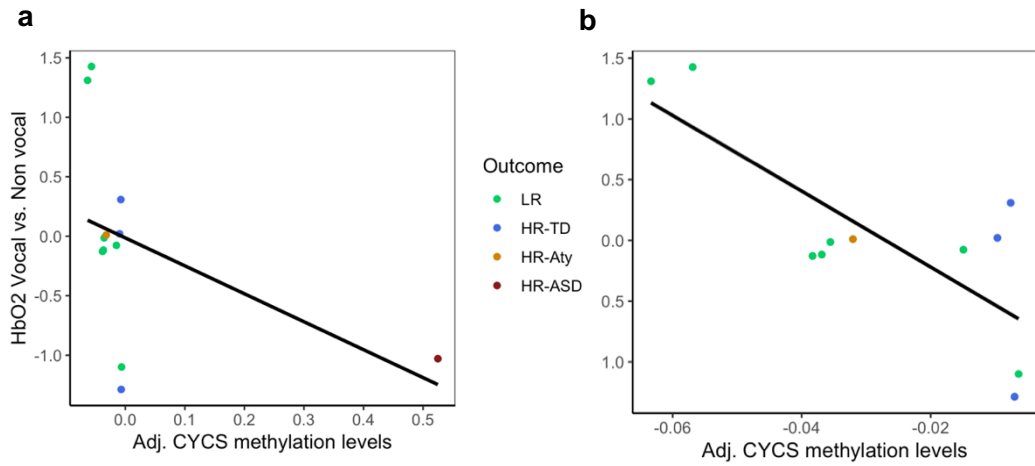 a
1.5
1.0
0.5
0.0
-0.5
-1.0
HbO2 Vocal vs. Non vocal
0.0 0.1 0.2 0.3 0.4 0.5
Adj. CYCS methylation levels
Outcome
LR
HR-TD
HR-Aty
HR-ASD
b
1.5
1.0
0.5
0.0
0.5
1.0
-0.06 -0.04 -0.02
Adj. CYCS methylation levels